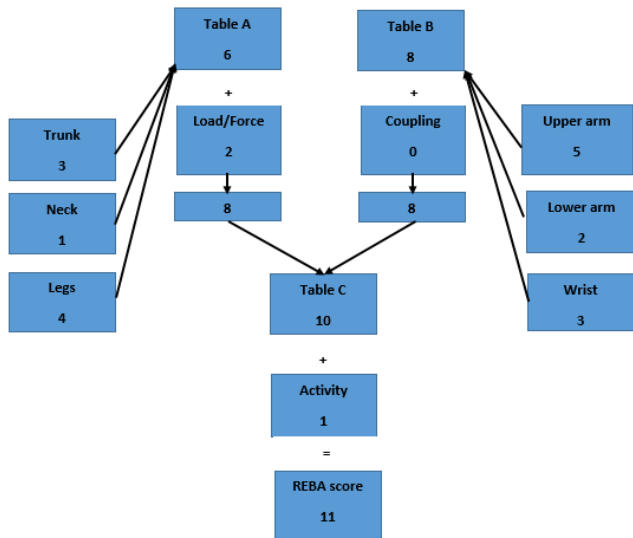 Table A
6
Table B
8
+
+
Trunk
3
Load/Force
2
Coupling
0
Upper arm
5
Neck
1
8
8
Lower arm
2
Legs
4
Table C
10
Wrist
3
+
Activity
1
=
REBA score
11